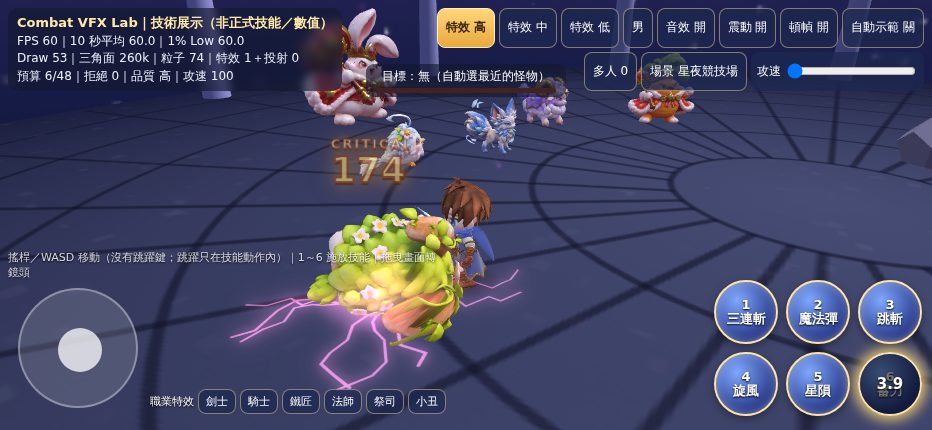 Combat VFX Lab｜技術展示（非正式技能／數值）
FPS 60｜10 秒平均 60.0｜1% Low 60.0
Draw 53｜三角面 260k｜粒子 74｜特效 1＋投射 0
預算 6/48｜拒絕 0｜品質 高｜攻速 100
特效 高
特效 中
特效 低
男
音效 開
震動 開
頓幀 開
自動示範 關
目標：無（自動選最近的怪物）
多人 0
場景 星夜競技場
攻速
CRITICAL
174
搖桿／WASD 移動（沒有跳躍鍵；跳躍只在技能動作內）｜1～6 施放技能｜拖曳畫面轉
鏡頭
1
三連斬
2
魔法彈
3
跳斬
4
旋風
5
星隕
6
3.9
蓄力
職業特效
劍士
騎士
鐵匠
法師
祭司
小丑